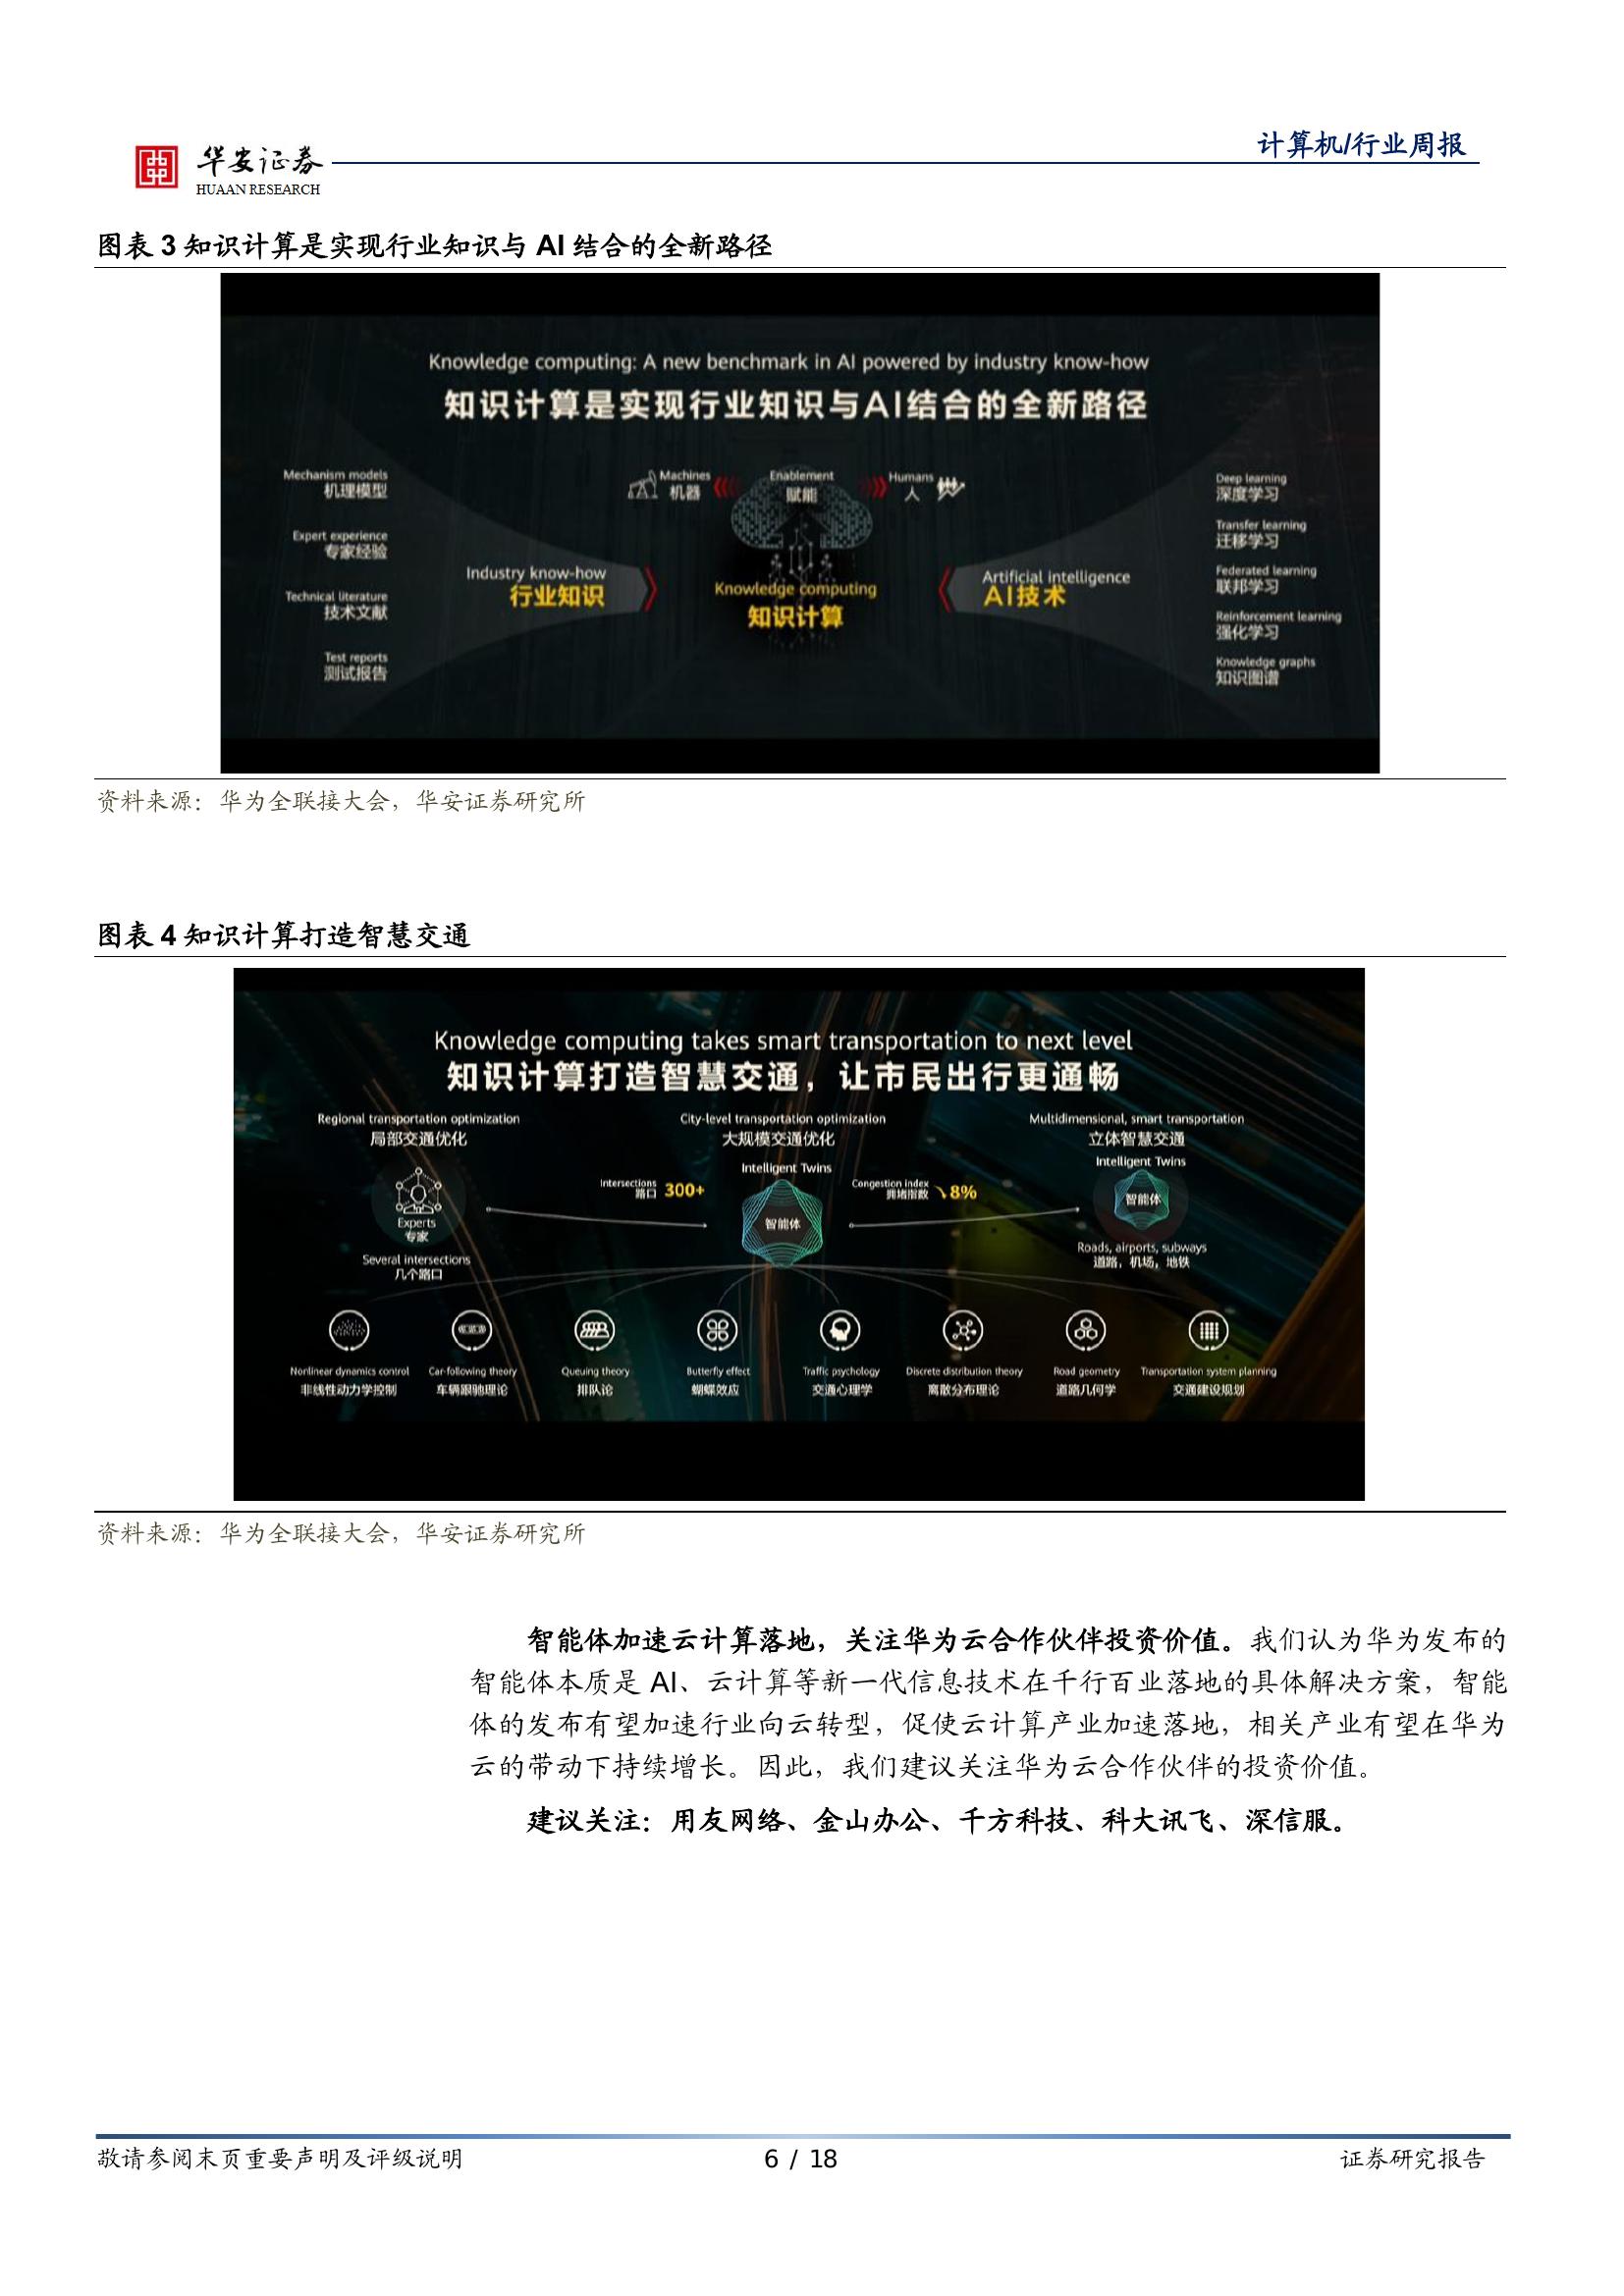 华安证券
HUAAN RESEARCH
计算机/行业周报
图表 3 知识计算是实现行业知识与 AI 结合的全新路径
Knowledge computing: A new benchmark in AI powered by industry know-how
知识计算是实现行业知识与AI结合的全新路径
Mechanism models
机理模型
Expert experience
专家经验
Technical literature
技术文献
Test reports
测试报告
Industry know-how
行业知识
Machines
机器
Enablement
赋能
Humans
人
Knowledge computing
知识计算
Artificial intelligence
AI技术
Deep learning
深度学习
Transfer learning
迁移学习
Federated learning
联邦学习
Reinforcement learning
强化学习
Knowledge graphs
知识图谱
资料来源：华为全联接大会，华安证券研究所
图表 4 知识计算打造智慧交通
Knowledge computing takes smart transportation to next level
知识计算打造智慧交通，让市民出行更通畅
Regional transportation optimization
局部交通优化
Experts
专家
Several intersections
几个路口
Intersections
路口
300+
City-level transportation optimization
大规模交通优化
Intelligent Twins
智能体
Congestion index
拥堵指数
8%
Multidimensional, smart transportation
立体智慧交通
Intelligent Twins
智能体
Roads, airports, subways
道路，机场，地铁
Nonlinear dynamics control
非线性动力学控制
Car-following theory
车辆跟驰理论
Queuing theory
排队论
Butterfly effect
蝴蝶效应
Traffic psychology
交通心理学
Discrete distribution theory
离散分布理论
Road geometry
道路几何学
Transportation system planning
交通建设规划
资料来源：华为全联接大会，华安证券研究所
智能体加速云计算落地，关注华为云合作伙伴投资价值。我们认为华为发布的
智能体本质是 AI、云计算等新一代信息技术在千行百业落地的具体解决方案，智能
体的发布有望加速行业向云转型，促使云计算产业加速落地，相关产业有望在华为
云的带动下持续增长。因此，我们建议关注华为云合作伙伴的投资价值。
建议关注：用友网络、金山办公、千方科技、科大讯飞、深信服。
敬请参阅末页重要声明及评级说明
6 / 18
证券研究报告